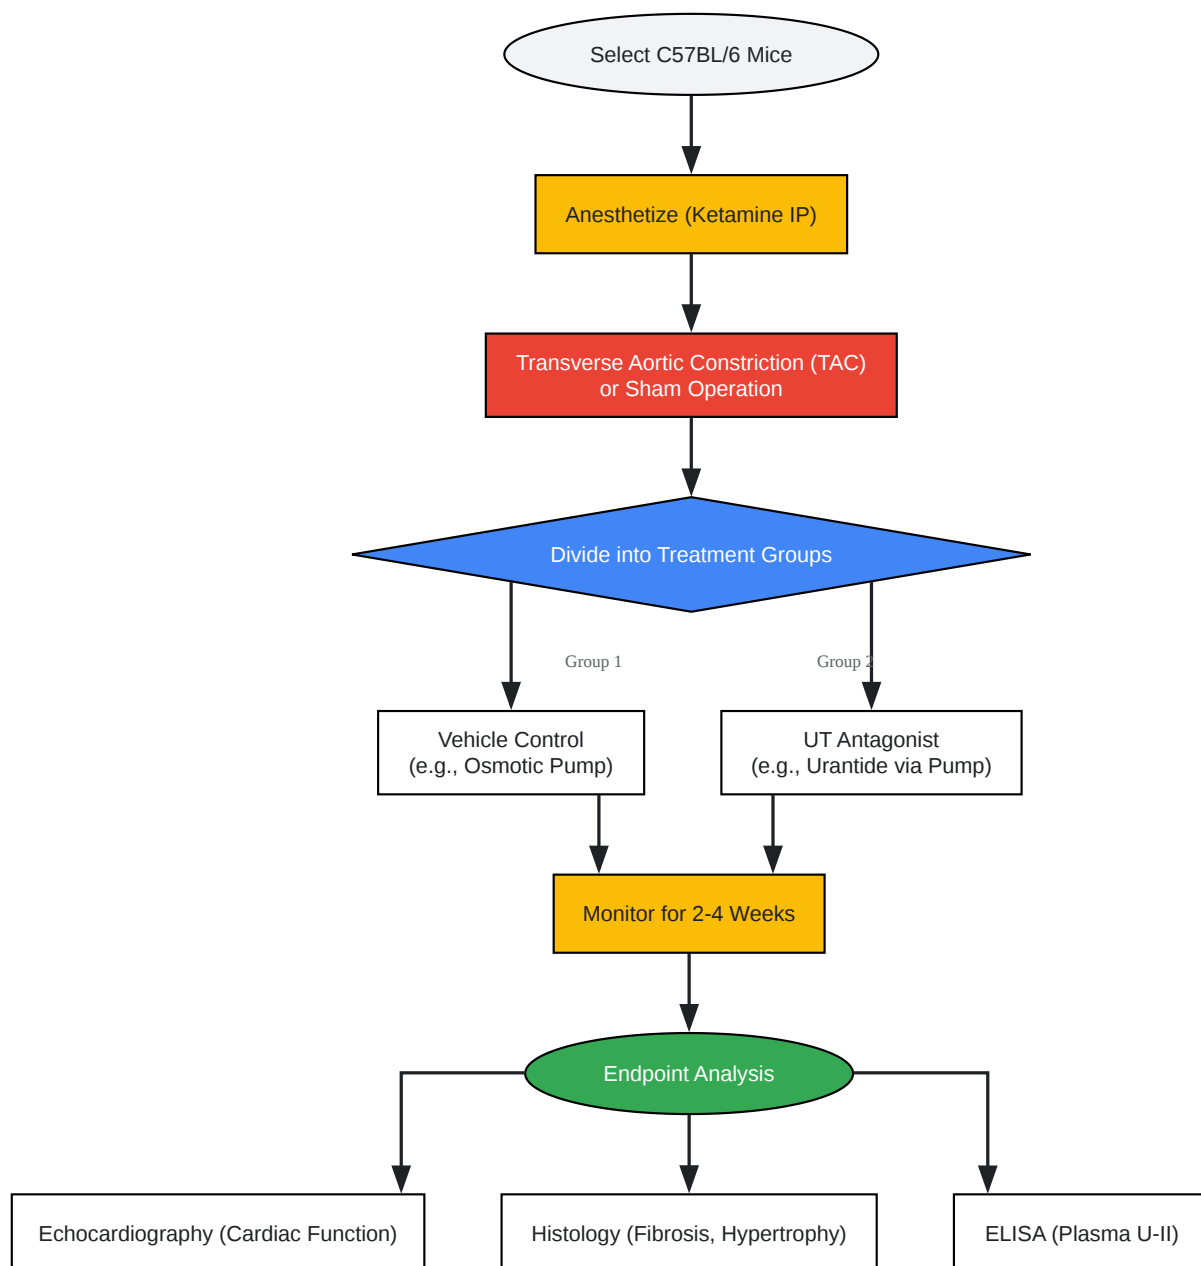 Select C57BL/6 Mice
Anesthetize (Ketamine IP)
Transverse Aortic Constriction (TAC)
or Sham Operation
Divide into Treatment Groups
Group 1
Group 2
Vehicle Control
(e.g., Osmotic Pump)
UT Antagonist
(e.g., Urantide via Pump)
Monitor for 2-4 Weeks
Endpoint Analysis
Echocardiography (Cardiac Function)
Histology (Fibrosis, Hypertrophy)
ELISA (Plasma U-II)